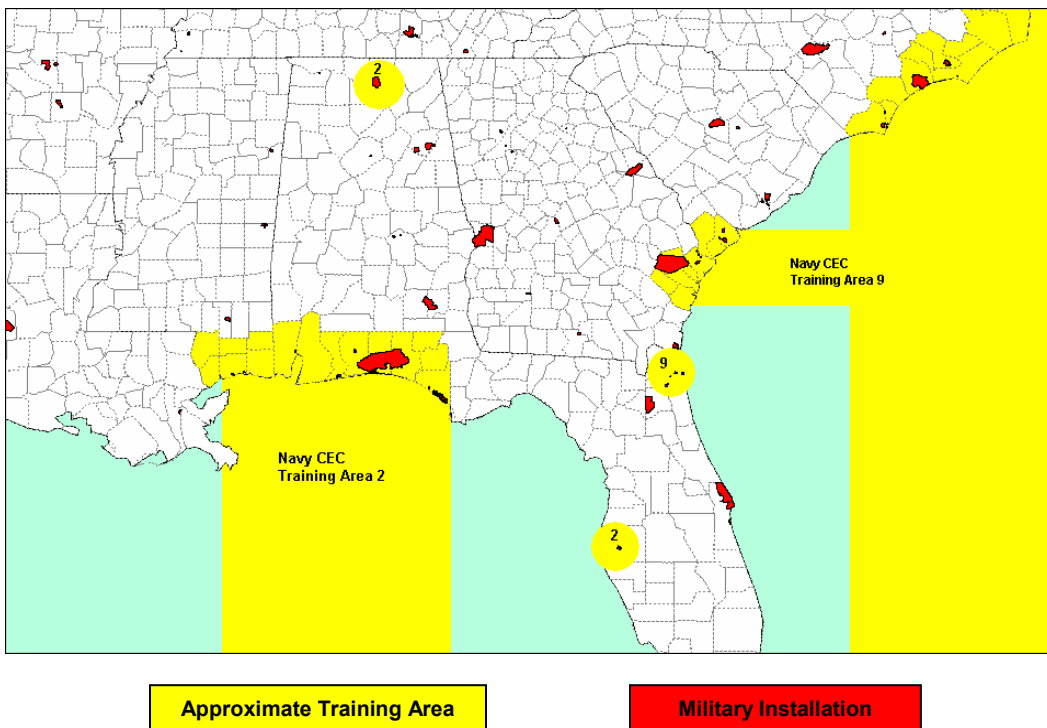 2
Navy CEC
Training Area 9
9
Navy CEC
Training Area 2
2
Approximate Training Area
Military Installation